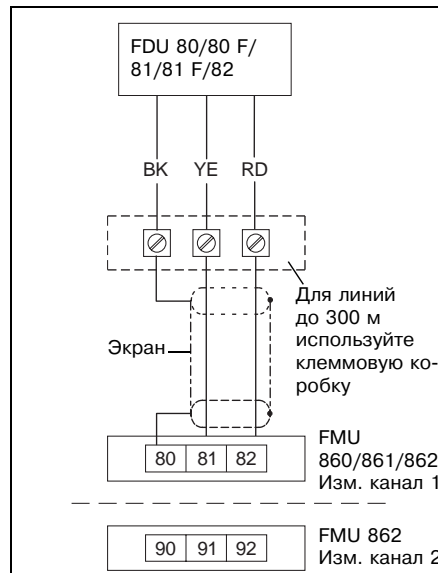 FDU 80/80 F/
81/81 F/82
BK YE RD
Для линий
до 300 м
используйте
клеммовую ко-
робку
Экран
FMU
860/861/862
Изм. канал 1
80 81 82
FMU 862
Изм. канал 2
90 91 92